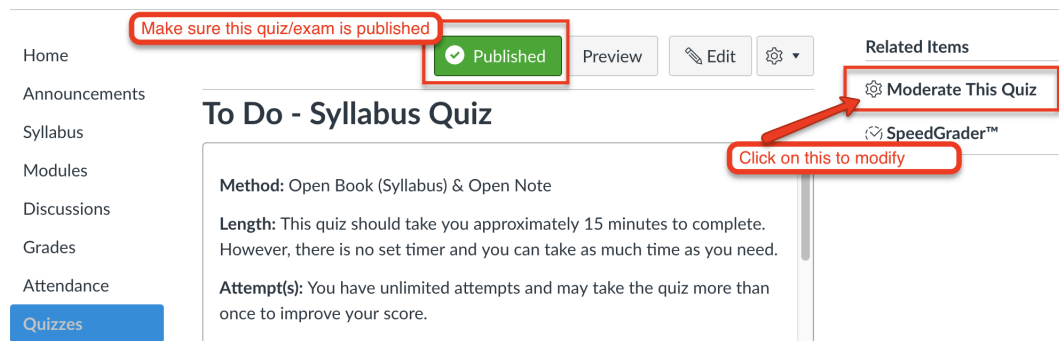 Make sure this quiz/exam is published
Home
Announcements
Syllabus
Modules
Discussions
Grades
Attendance
Quizzes
Published
Preview
Edit
To Do - Syllabus Quiz
Method: Open Book (Syllabus) & Open Note
Length: This quiz should take you approximately 15 minutes to complete.
However, there is no set timer and you can take as much time as you need.
Attempt(s): You have unlimited attempts and may take the quiz more than
once to improve your score.
Related Items
Moderate This Quiz
SpeedGrader™
Click on this to modify